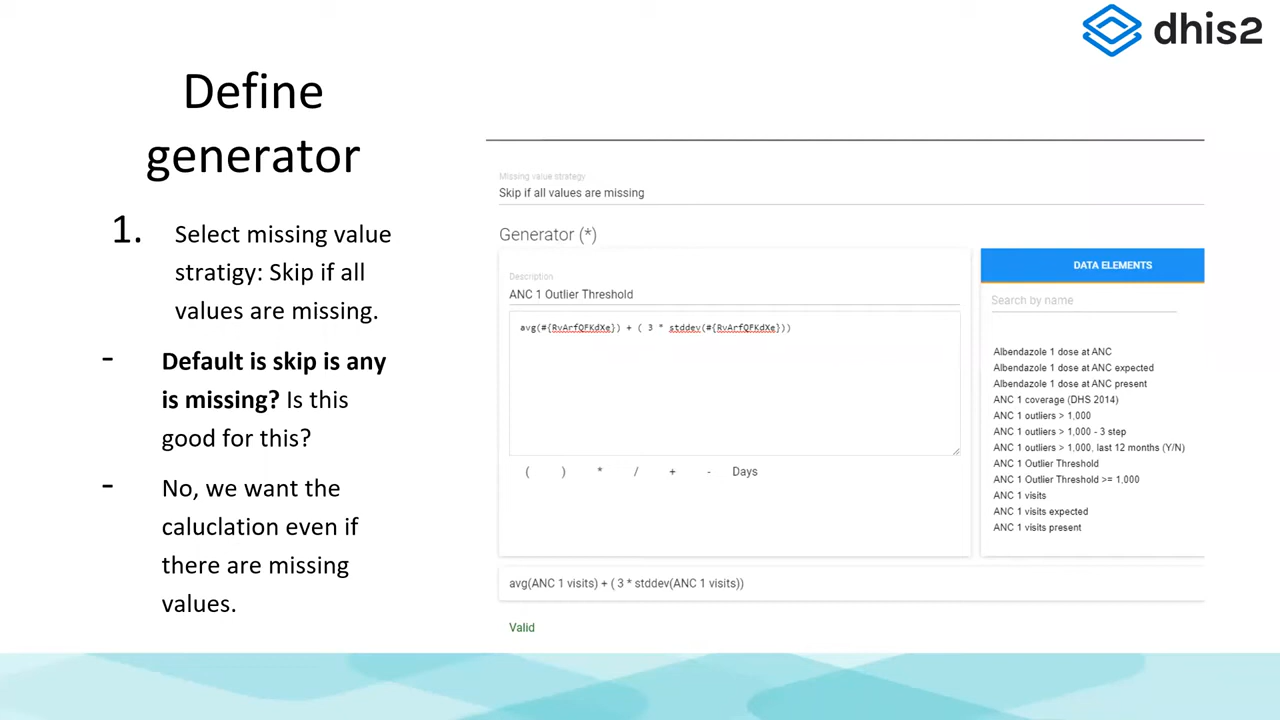 dhis2
Define
generator
1. Select missing value
stratigy: Skip if all
values are missing.
- Default is skip is any
is missing? Is this
good for this?
- No, we want the
caluclation even if
there are missing
values.
Missing value strategy
Skip if all values are missing
Generator (*)
Description
ANC 1 Outlier Threshold
avg(#{RvArfQFKdXe}) + ( 3 * stddev(#{RvArfQFKdXe}))
( ) * / + - Days
DATA ELEMENTS
Search by name
Albendazole 1 dose at ANC
Albendazole 1 dose at ANC expected
Albendazole 1 dose at ANC present
ANC 1 coverage (DHS 2014)
ANC 1 outliers > 1,000
ANC 1 outliers > 1,000 - 3 step
ANC 1 outliers > 1,000, last 12 months (Y/N)
ANC 1 Outlier Threshold
ANC 1 Outlier Threshold >= 1,000
ANC 1 visits
ANC 1 visits expected
ANC 1 visits present
avg(ANC 1 visits) + ( 3 * stddev(ANC 1 visits))
Valid